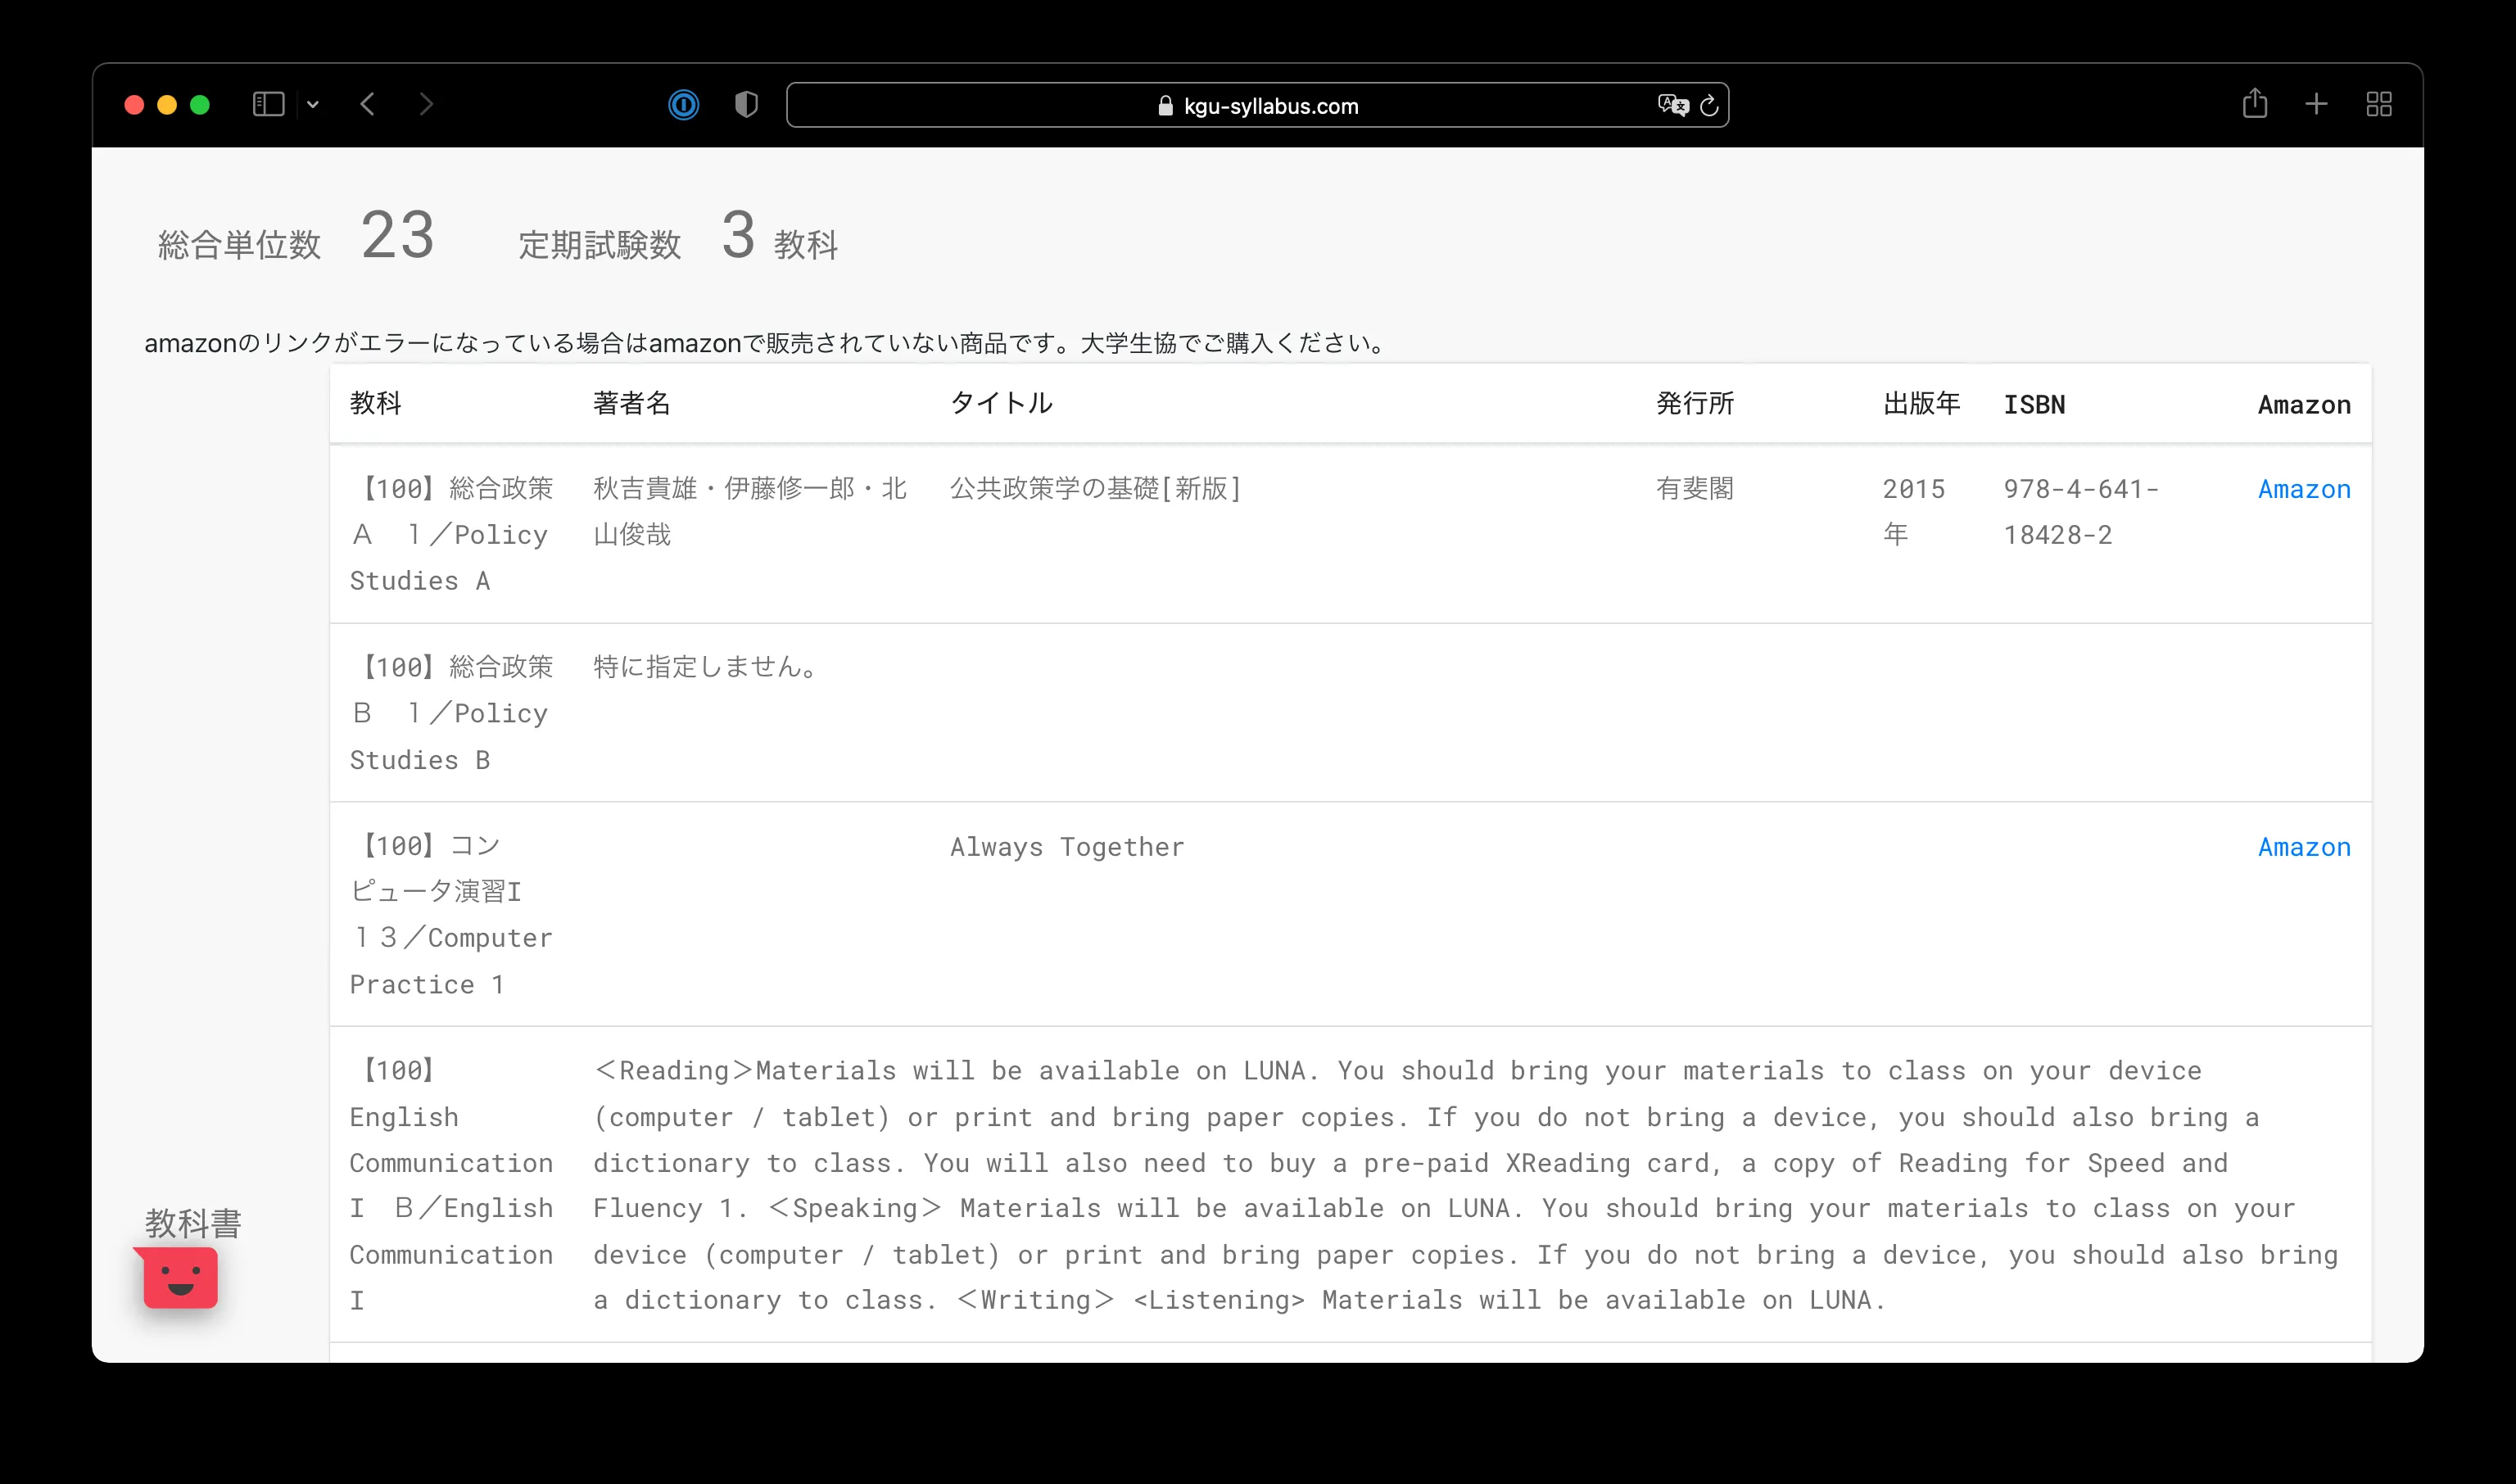 kgu-syllabus.com
総合単位数 23 定期試験数 3 教科
amazonのリンクがエラーになっている場合はamazonで販売されていない商品です。大学生協でご購入ください。
教科 著者名 タイトル 発行所 出版年 ISBN Amazon
【100】総合政策 秋吉貴雄・伊藤修一郎・北 公共政策学の基礎[新版] 有斐閣 2015 978-4-641- Amazon
Ａ　１／Policy 山俊哉 年 18428-2
Studies A
【100】総合政策 特に指定しません。
Ｂ　１／Policy
Studies B
【100】コン Always Together Amazon
ピュータ演習I
１３／Computer
Practice 1
【100】 ＜Reading＞Materials will be available on LUNA. You should bring your materials to class on your device
English (computer / tablet) or print and bring paper copies. If you do not bring a device, you should also bring a
Communication dictionary to class. You will also need to buy a pre-paid XReading card, a copy of Reading for Speed and
I　Ｂ／English Fluency 1. ＜Speaking＞ Materials will be available on LUNA. You should bring your materials to class on your
Communication device (computer / tablet) or print and bring paper copies. If you do not bring a device, you should also bring
I a dictionary to class. ＜Writing＞ <Listening> Materials will be available on LUNA.
教科書